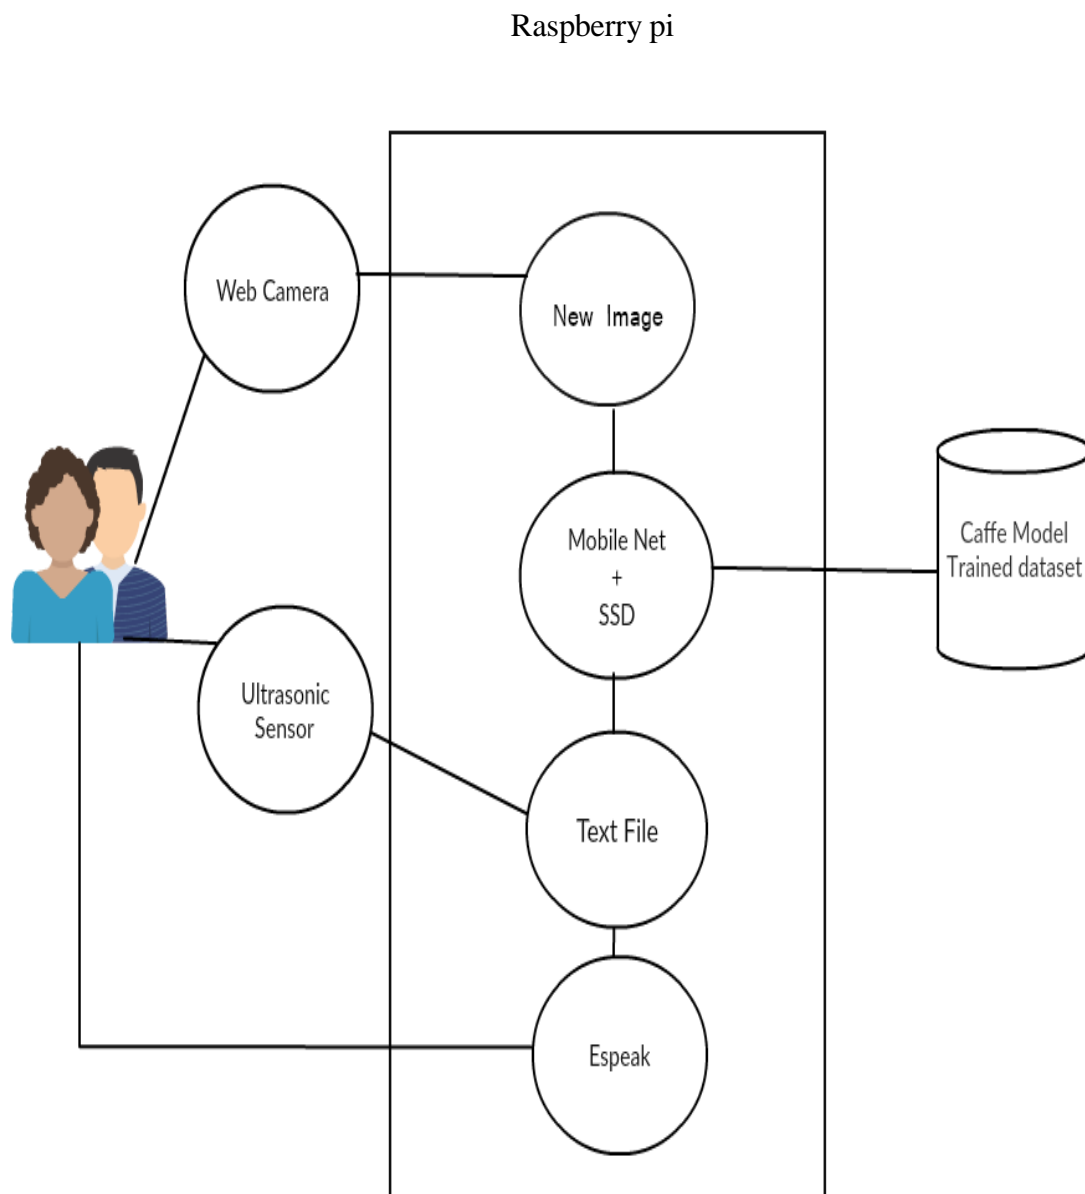 Raspberry pi
Web Camera
New Image
Mobile Net
+
SSD
Caffe Model
Trained dataset
Ultrasonic
Sensor
Text File
Espeak